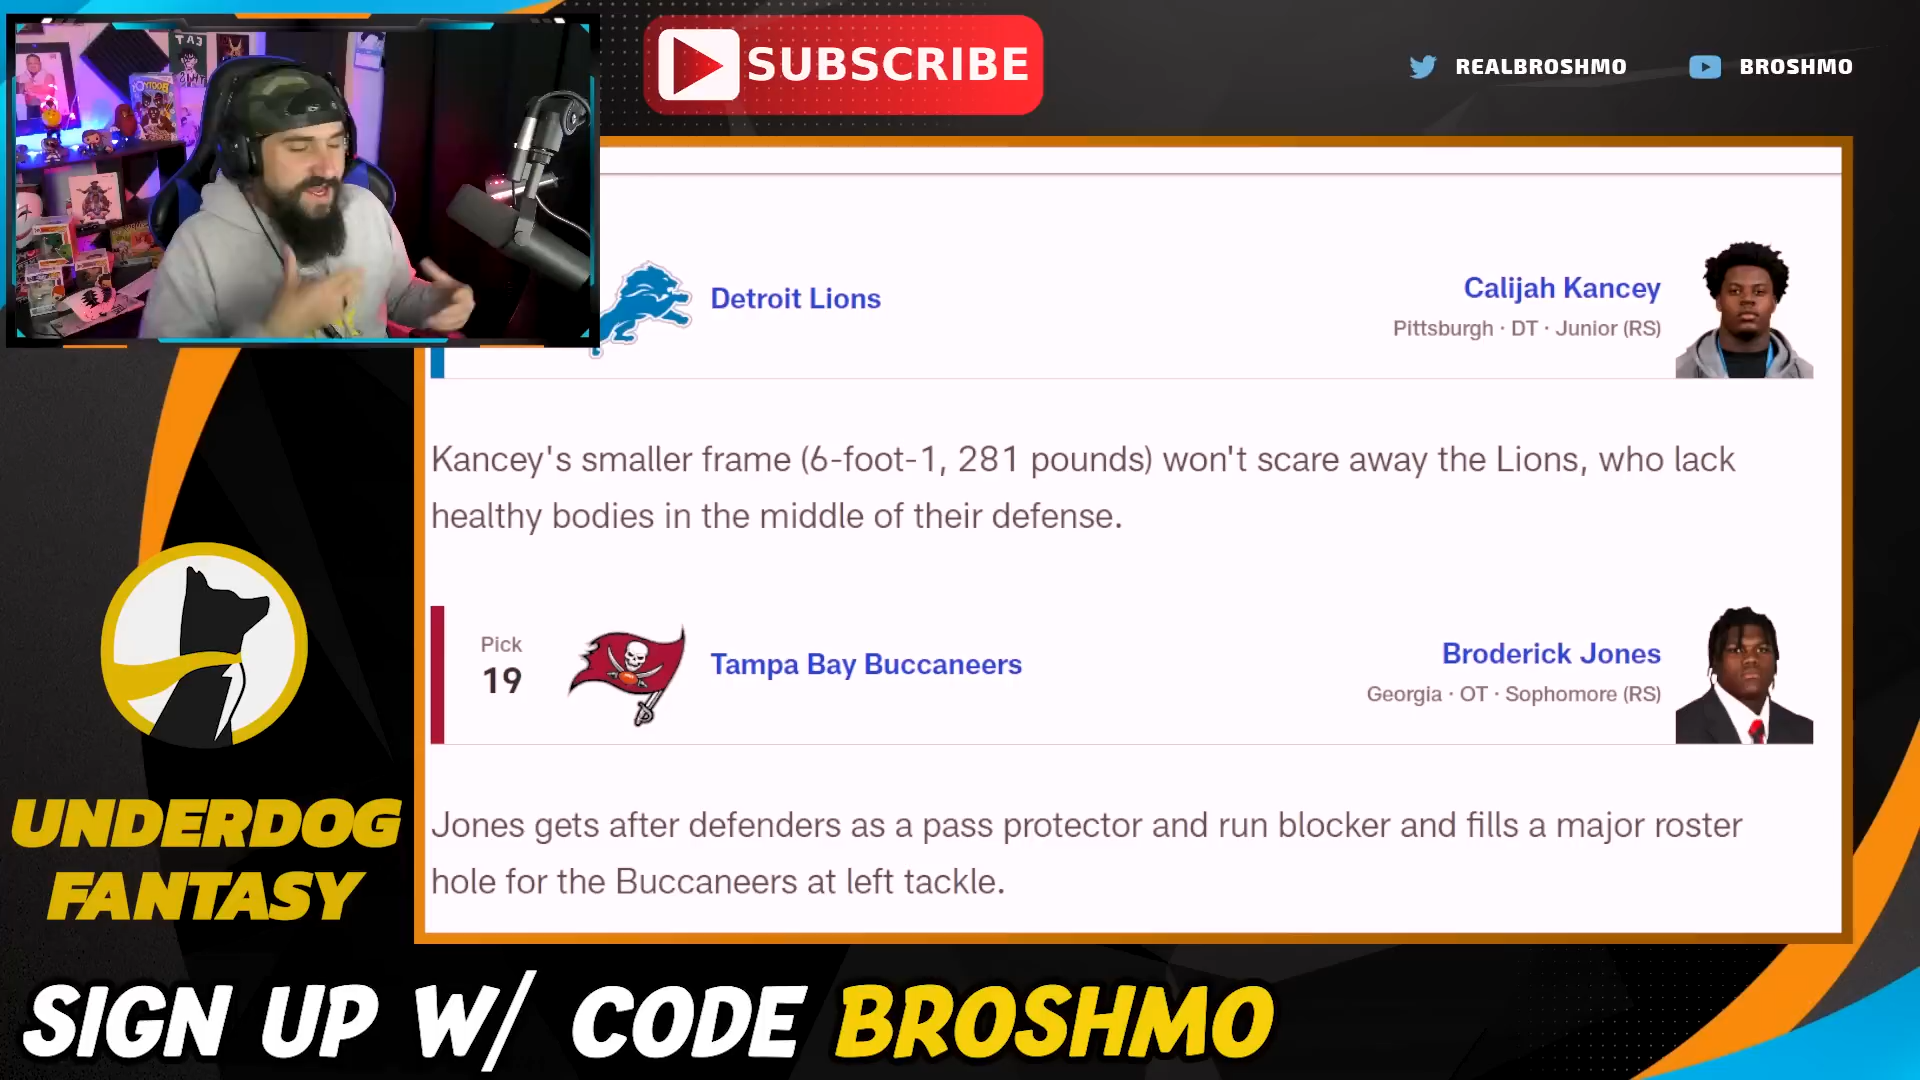 SUBSCRIBE
REALBROSHMO
BROSHMO
Detroit Lions
Calijah Kancey
Pittsburgh · DT · Junior (RS)
Kancey's smaller frame (6-foot-1, 281 pounds) won't scare away the Lions, who lack
healthy bodies in the middle of their defense.
Pick
19
Tampa Bay Buccaneers
Broderick Jones
Georgia · OT · Sophomore (RS)
Jones gets after defenders as a pass protector and run blocker and fills a major roster
hole for the Buccaneers at left tackle.
UNDERDOG
FANTASY
SIGN UP W/ CODE BROSHMO